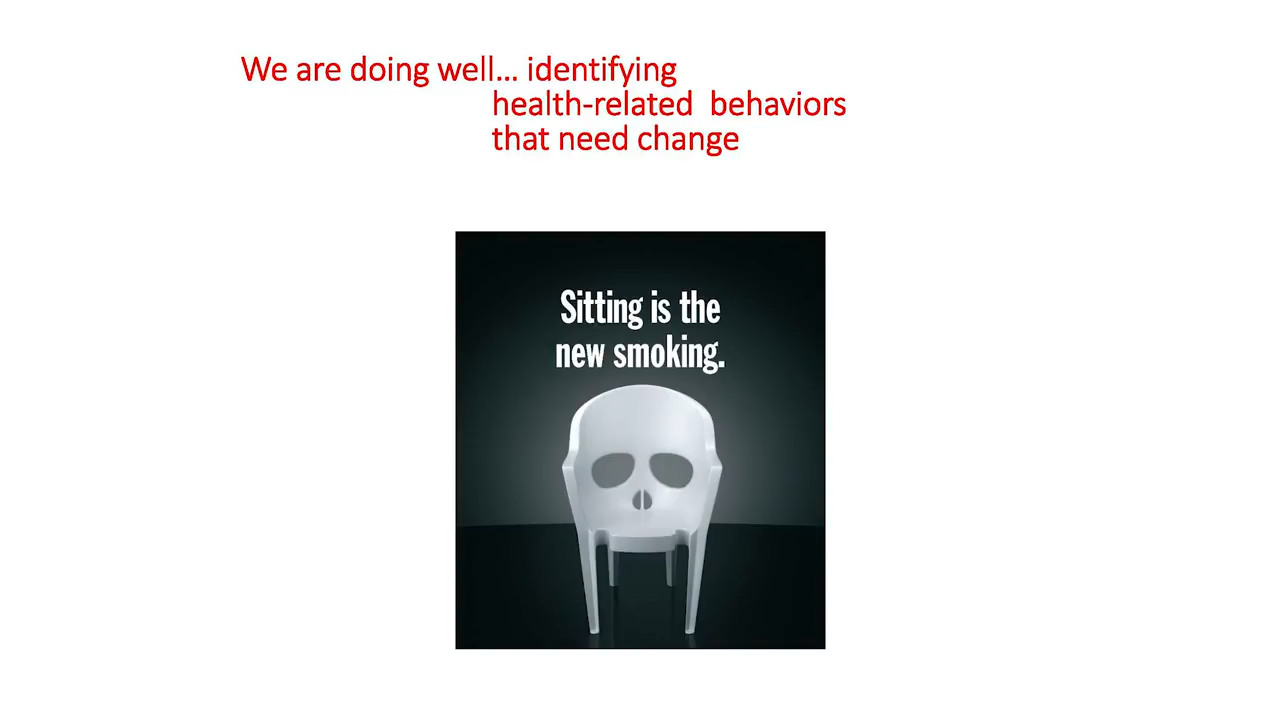 We are doing well... identifying
health-related behaviors
that need change
Sitting is the
new smoking.